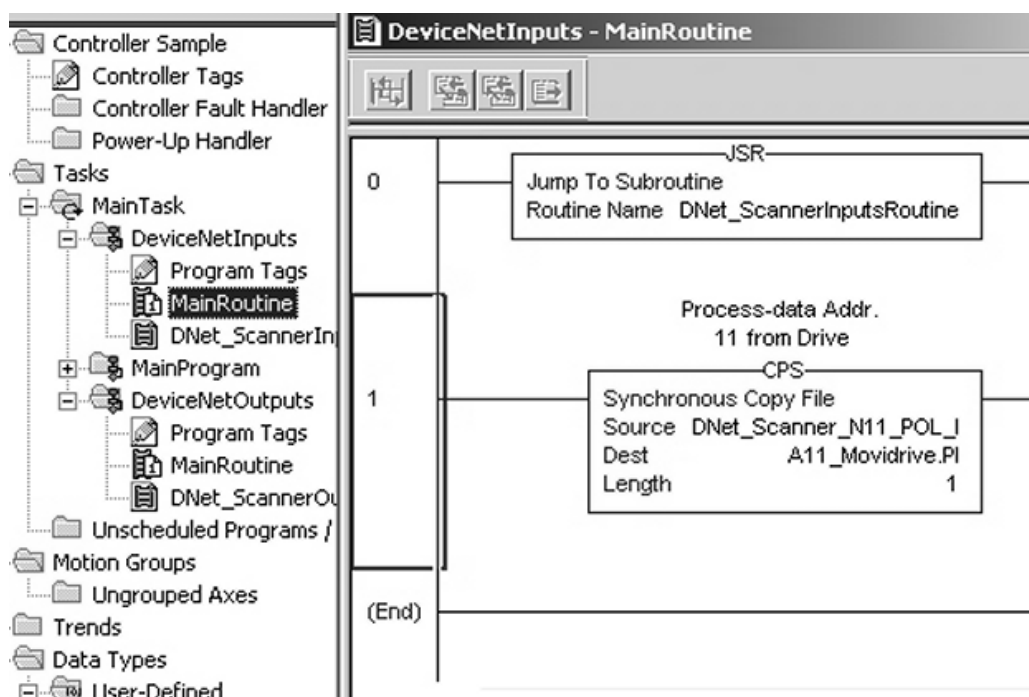 Controller Sample
Controller Tags
Controller Fault Handler
Power-Up Handler
Tasks
MainTask
DeviceNetInputs
Program Tags
MainRoutine
DNet_ScannerIn
MainProgram
DeviceNetOutputs
Program Tags
MainRoutine
DNet_ScannerOu
Unscheduled Programs /
Motion Groups
Ungrouped Axes
Trends
Data Types
User-Defined
DeviceNetInputs - MainRoutine
0
JSR
Jump To Subroutine
Routine Name DNet_ScannerInputsRoutine
Process-data Addr.
11 from Drive
1
CPS
Synchronous Copy File
Source DNet_Scanner_N11_POL_I
Dest A11_Movidrive.PI
Length 1
(End)